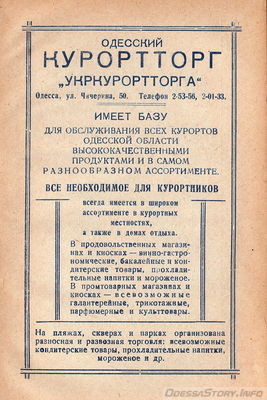 ОДЕССКИЙ
КУРОРТТОРГ
„УКРКУРОРТТОРГА“
Одесса, ул. Чичерина, 50. Телефон 2-53-56, 2-01-33.
ИМЕЕТ БАЗУ
ДЛЯ ОБСЛУЖИВАНИЯ ВСЕХ КУРОРТОВ
ОДЕССКОЙ ОБЛАСТИ
ВЫСОКОКАЧЕСТВЕННЫМИ
ПРОДУКТАМИ И В САМОМ
РАЗНООБРАЗНОМ АССОРТИМЕНТЕ.
ВСЕ НЕОБХОДИМОЕ ДЛЯ КУРОРТНИКОВ
всегда имеется в широком
ассортименте в курортных
местностях,
а также в домах отдыха.
В продовольственных магази-
нах и киосках — винно-гастро-
номические, бакалейные и кон-
дитерские товары, прохлади-
тельные напитки и мороженое.
В промтоварных магазинах и
киосках — всевозможные
галантерейные, трикотажные,
парфюмерные и культтовары.
На пляжах, скверах и парках организована
разносная и развозная торговля: всевозможные
кондитерские товары, прохладительные напитки,
мороженое и др.
OdessaStory.info